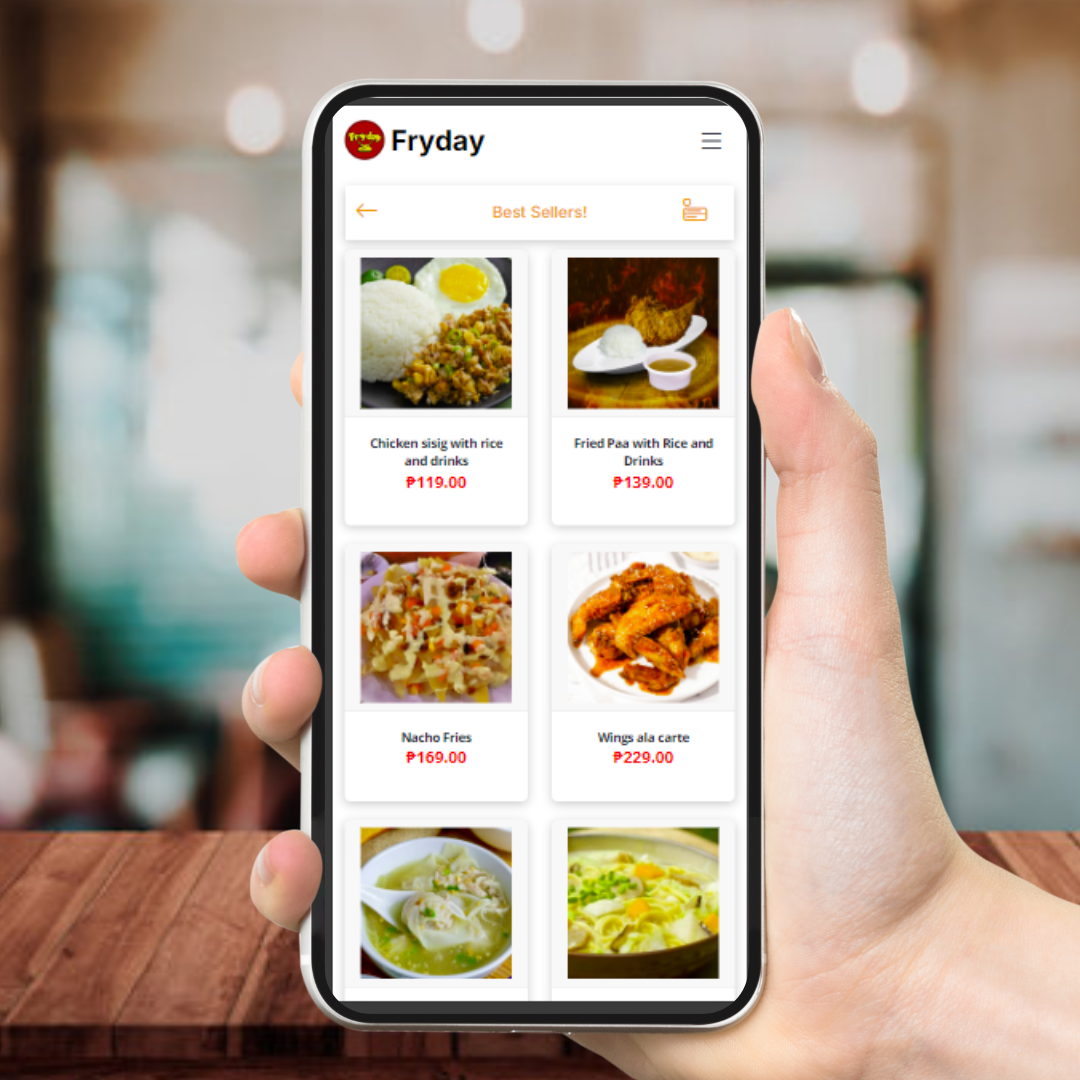 Fryday
Fryday
Best Sellers!
Chicken sisig with rice
and drinks
₱119.00
Fried Paa with Rice and
Drinks
₱139.00
Nacho Fries
₱169.00
Wings ala carte
₱229.00